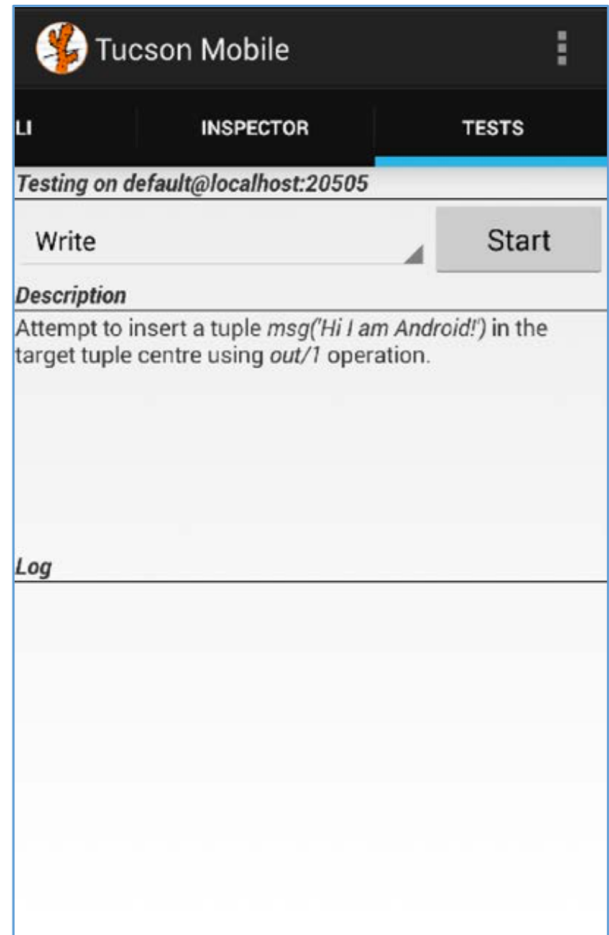 Tucson Mobile
LI INSPECTOR TESTS
Testing on default@localhost:20505
Write Start
Description
Attempt to insert a tuple msg('Hi I am Android!') in the
target tuple centre using out/1 operation.
Log